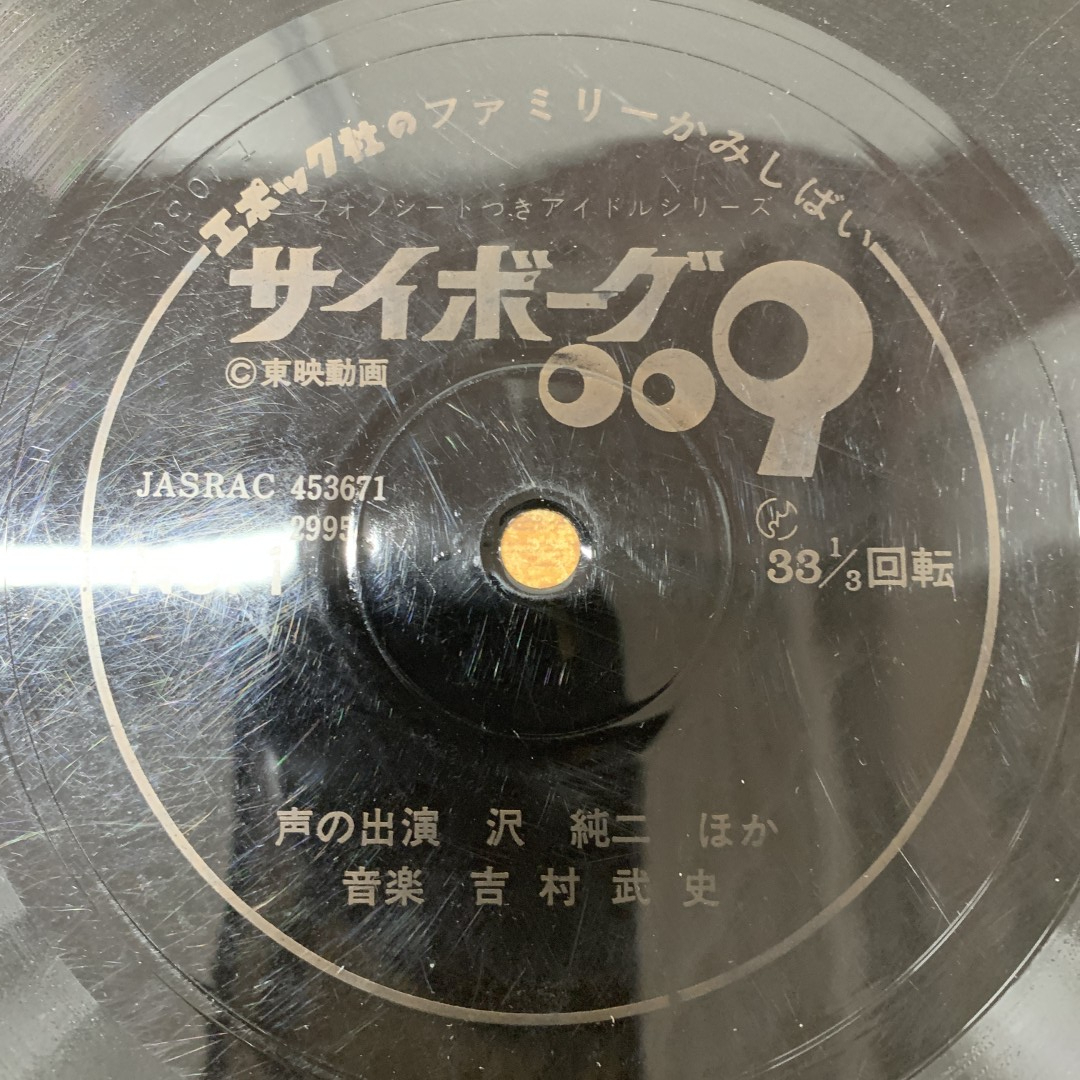 エポック社のファミリーかみしばい
フォノシートつきアイドルシリーズ
サイボーグ009
©東映動画
JASRAC 453671
2995
33 1/3回転
声の出演 沢 純二 ほか
音楽 吉村武史